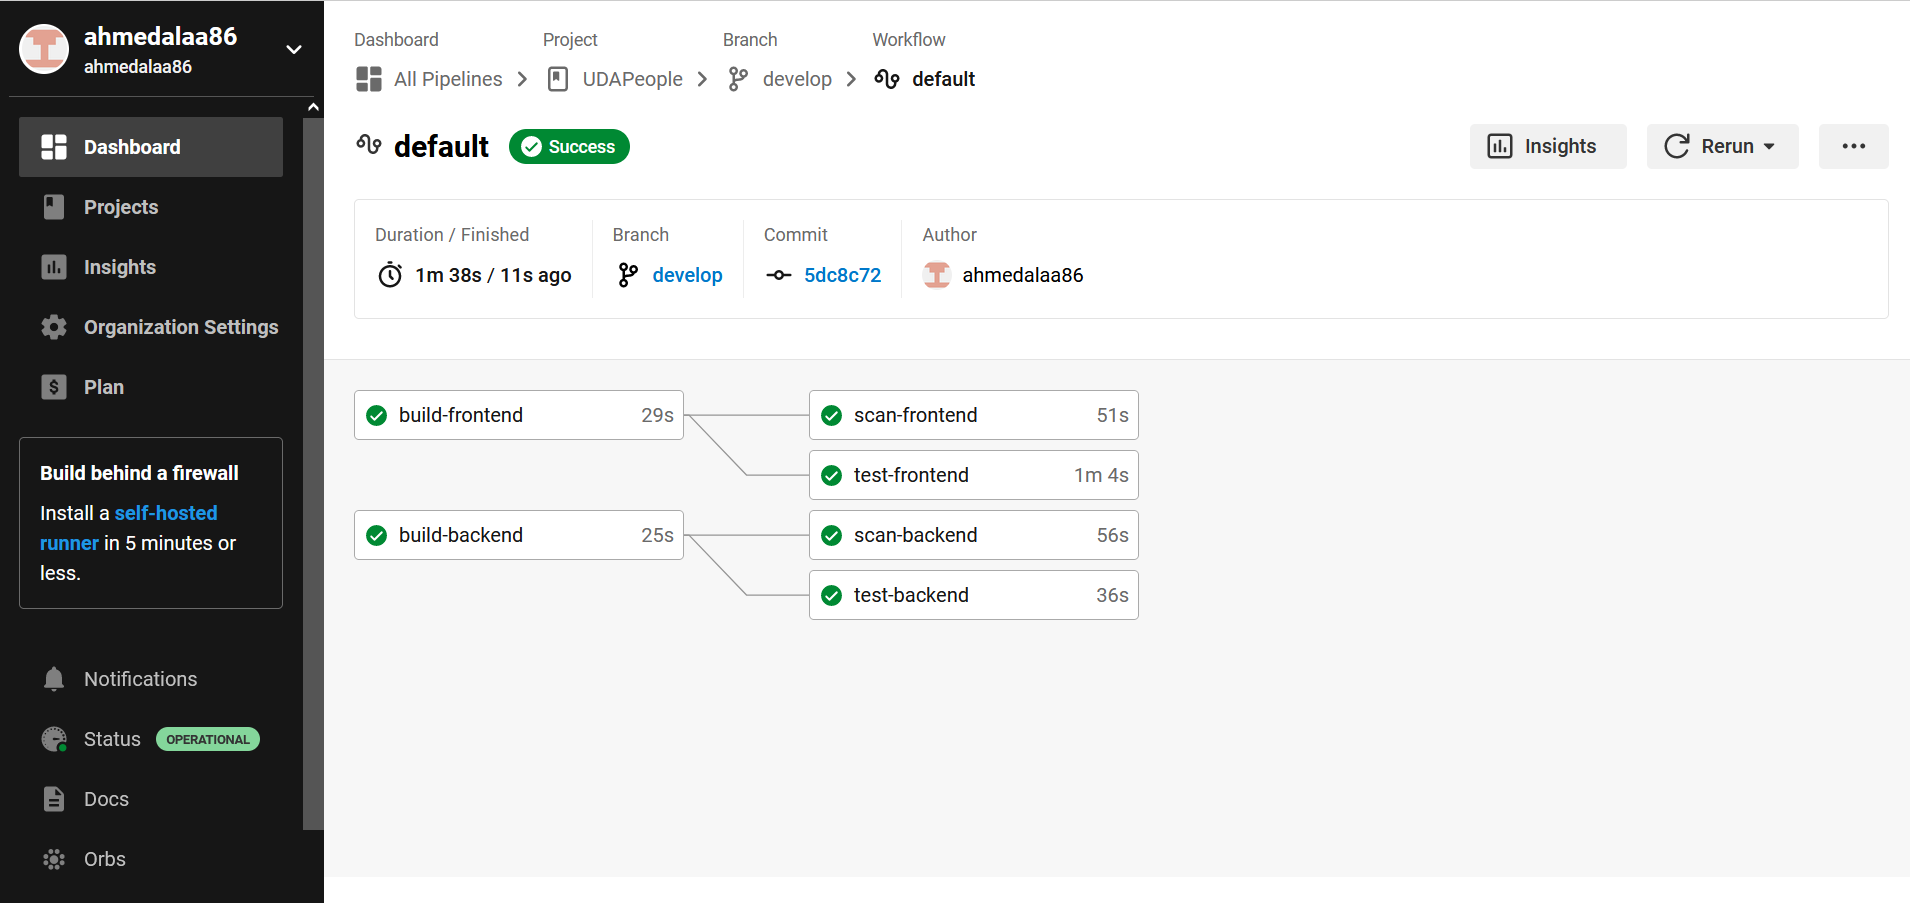 ahmedalaa86
ahmedalaa86
Dashboard
Projects
Insights
Organization Settings
Plan
Build behind a firewall
Install a self-hosted
runner in 5 minutes or
less.
Notifications
Status OPERATIONAL
Docs
Orbs
Dashboard Project Branch Workflow
All Pipelines UDAPeople develop default
default Success
Insights Rerun
Duration / Finished Branch Commit Author
1m 38s / 11s ago develop 5dc8c72 ahmedalaa86
build-frontend 29s scan-frontend 51s
test-frontend 1m 4s
build-backend 25s scan-backend 56s
test-backend 36s